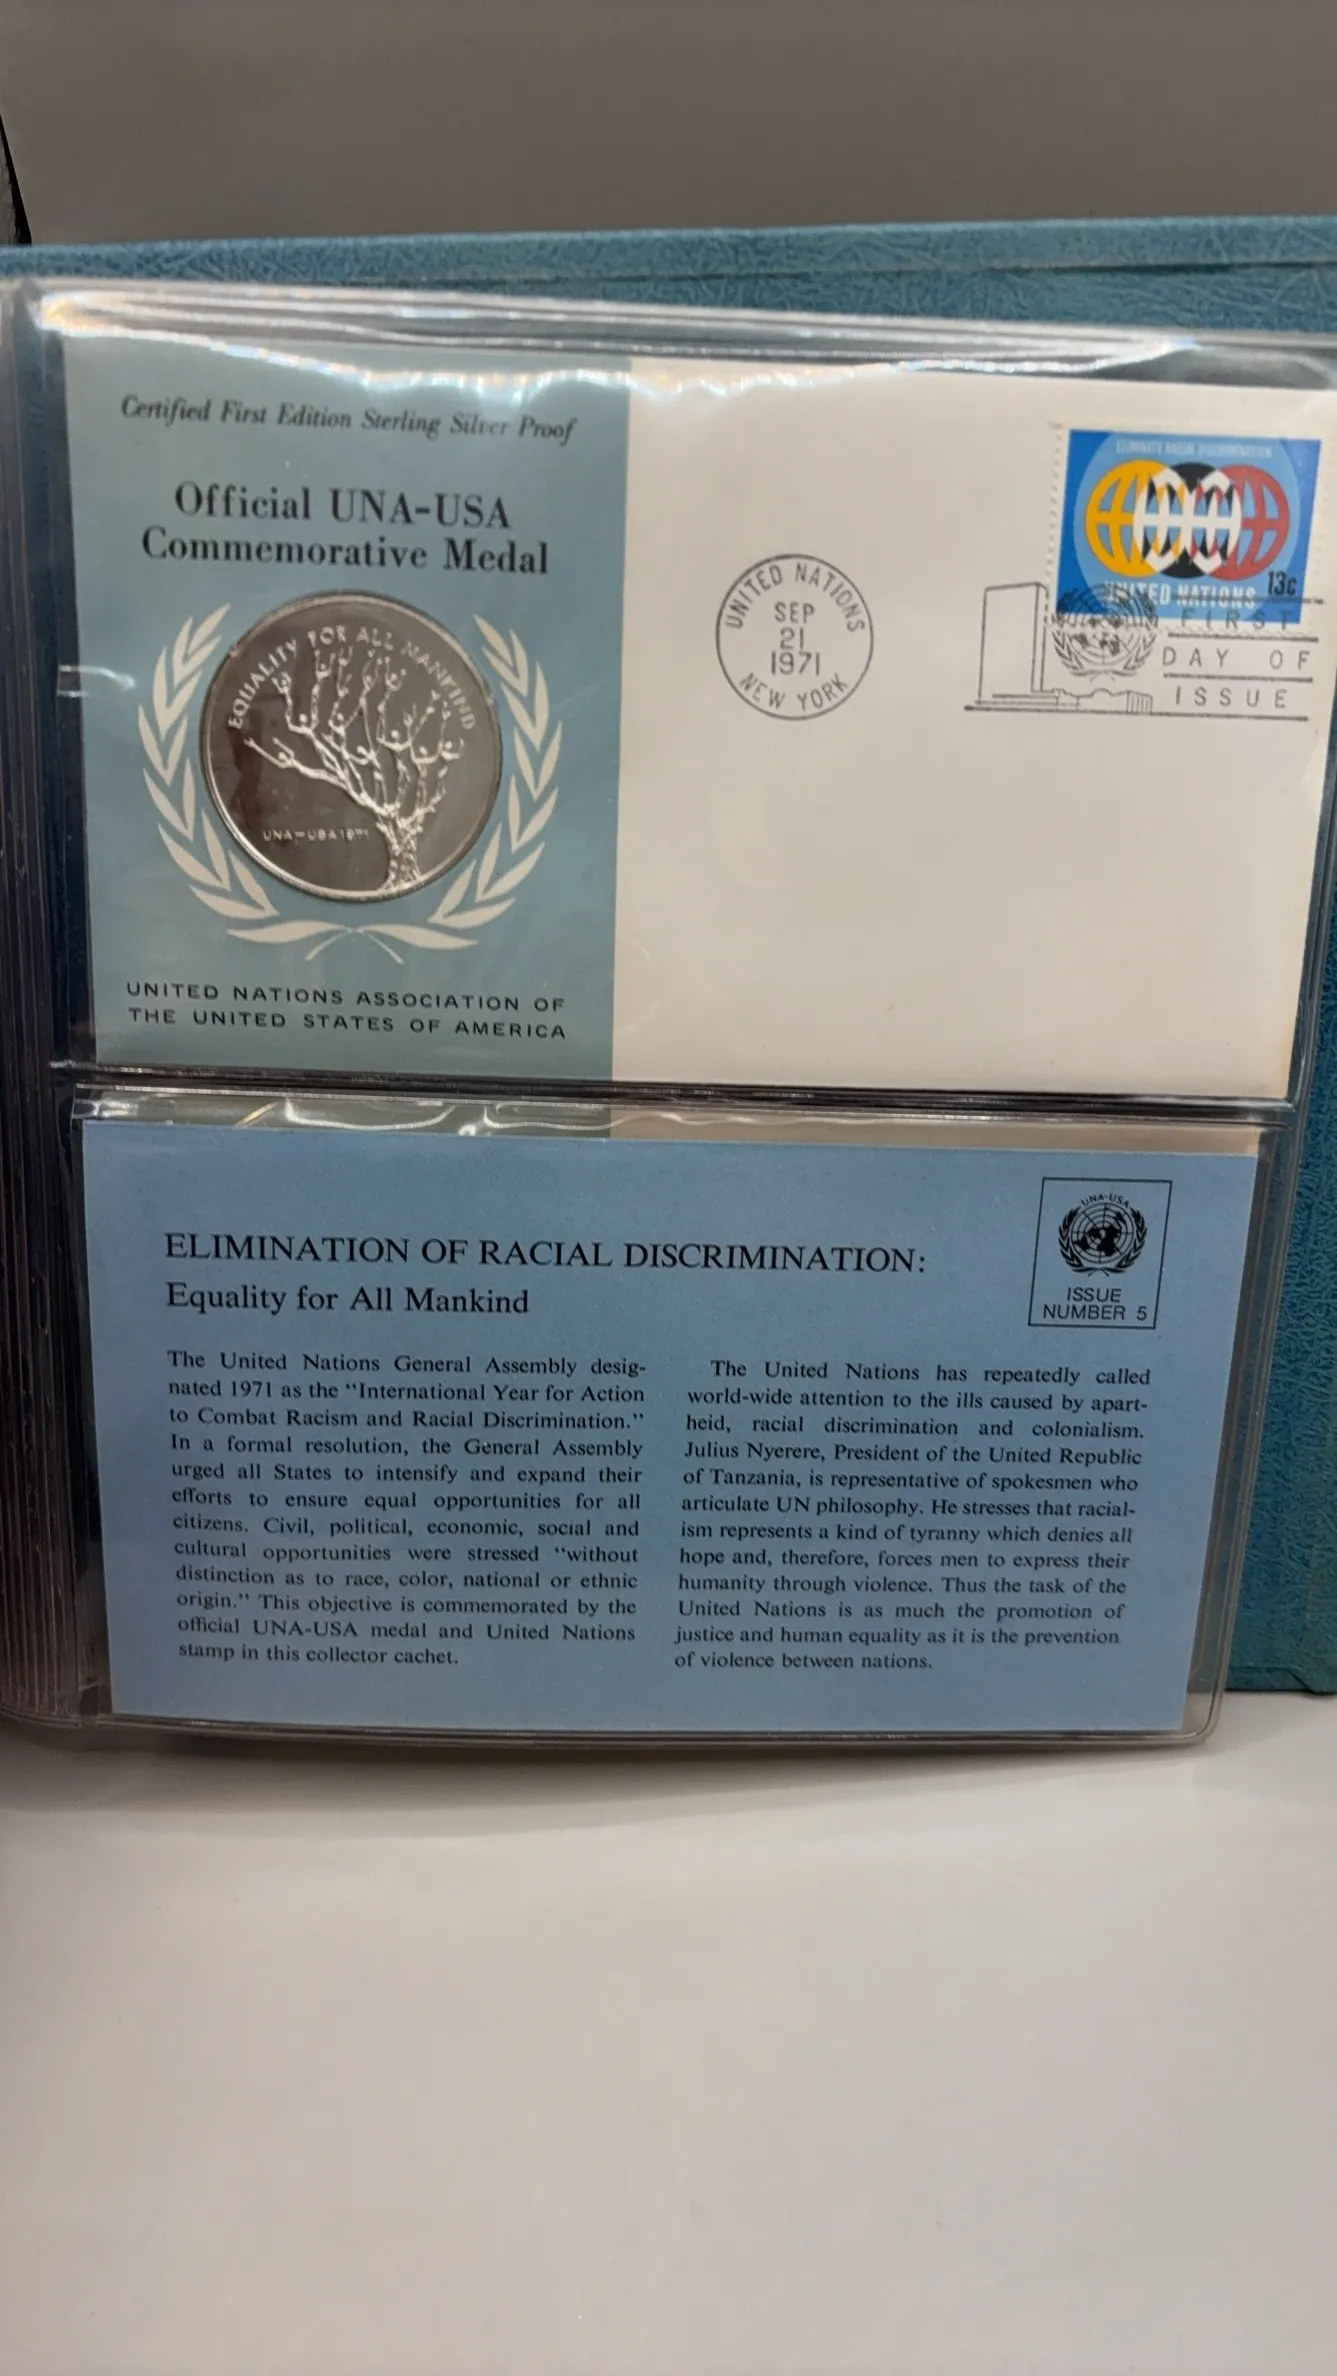 Certified First Edition Sterling Silver Proof
Official UNA-USA
Commemorative Medal
EQUALITY FOR ALL MANKIND
UNA-USA 1971
UNITED NATIONS ASSOCIATION OF
THE UNITED STATES OF AMERICA
UNITED NATIONS
SEP
21
1971
NEW YORK
ELIMINATE RACIAL DISCRIMINATION
UNITED NATIONS 13c
FIRST
DAY OF
ISSUE
ELIMINATION OF RACIAL DISCRIMINATION:
Equality for All Mankind
UNA-USA
ISSUE
NUMBER 5
The United Nations General Assembly desig-
nated 1971 as the "International Year for Action
to Combat Racism and Racial Discrimination."
In a formal resolution, the General Assembly
urged all States to intensify and expand their
efforts to ensure equal opportunities for all
citizens. Civil, political, economic, social and
cultural opportunities were stressed "without
distinction as to race, color, national or ethnic
origin." This objective is commemorated by the
official UNA-USA medal and United Nations
stamp in this collector cachet.
The United Nations has repeatedly called
world-wide attention to the ills caused by apart-
heid, racial discrimination and colonialism.
Julius Nyerere, President of the United Republic
of Tanzania, is representative of spokesmen who
articulate UN philosophy. He stresses that racial-
ism represents a kind of tyranny which denies all
hope and, therefore, forces men to express their
humanity through violence. Thus the task of the
United Nations is as much the promotion of
justice and human equality as it is the prevention
of violence between nations.